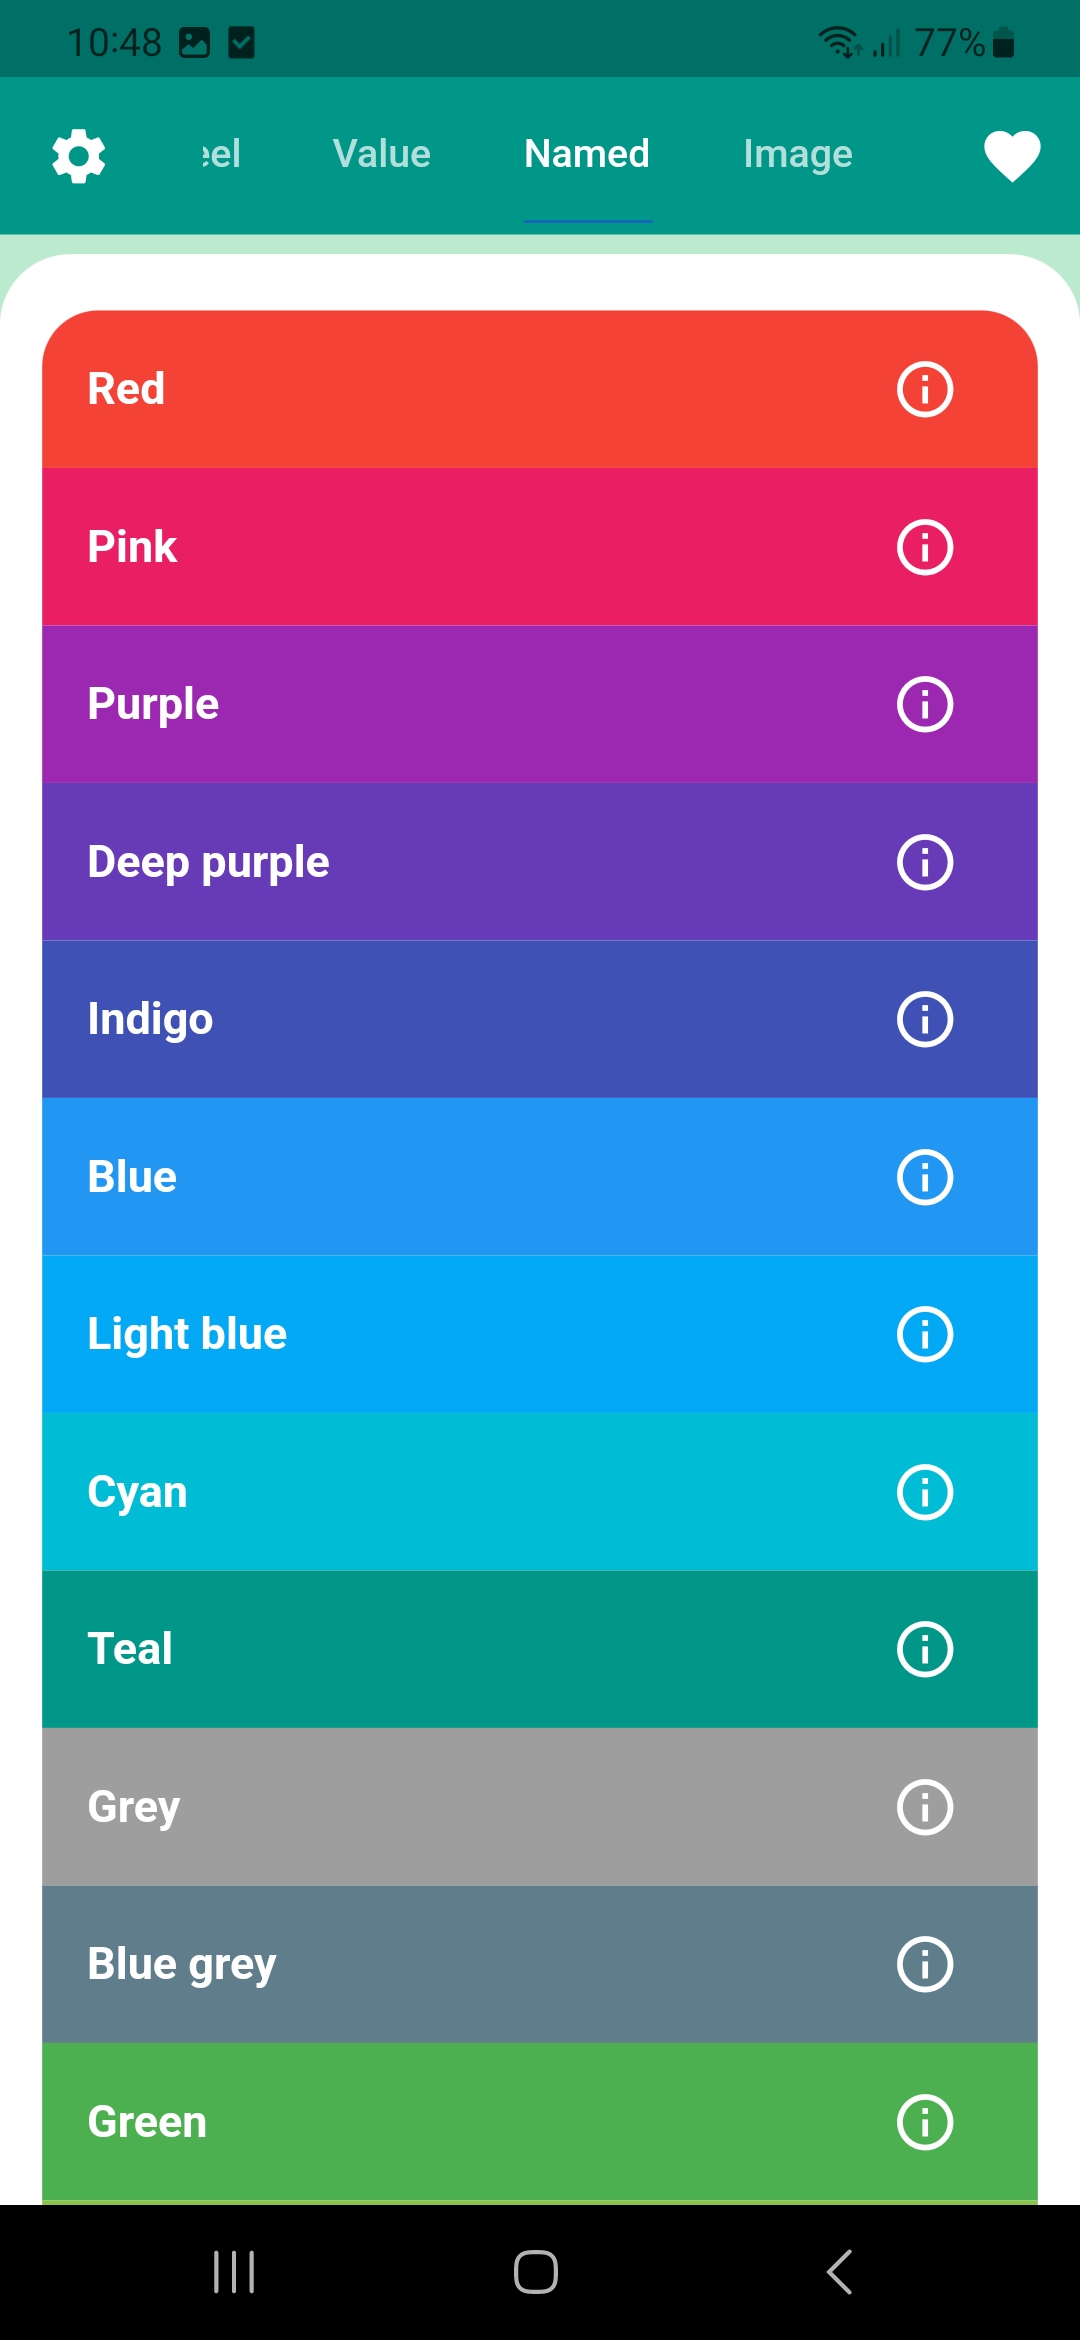 10:48 77%
eel Value Named Image
Red
Pink
Purple
Deep purple
Indigo
Blue
Light blue
Cyan
Teal
Grey
Blue grey
Green